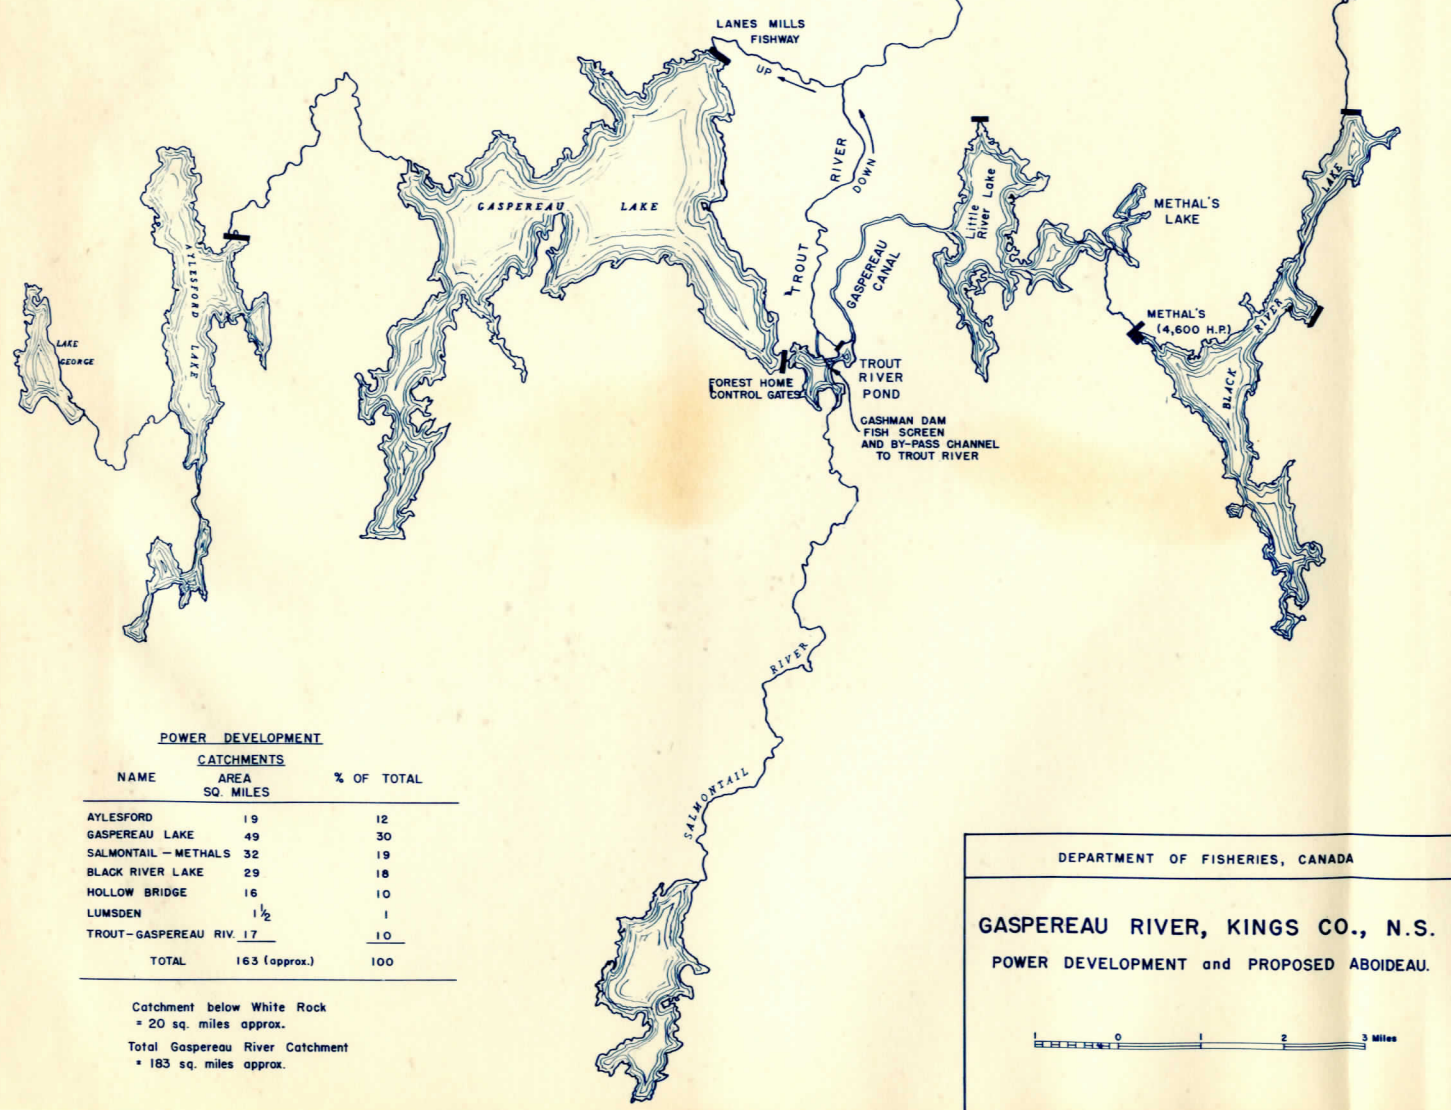 LANES MILLS
FISHWAY
UP
RIVER
DOWN
TROUT
GASPEREAU
CANAL
GASPEREAU LAKE
Little
River Lake
METHAL'S
LAKE
LAKE
RIVER
BLACK
METHAL'S
(4,600 H.P.)
AYLESFORD LAKE
LAKE
GEORGE
FOREST HOME
CONTROL GATES
TROUT
RIVER
POND
CASHMAN DAM
FISH SCREEN
AND BY-PASS CHANNEL
TO TROUT RIVER
RIVER
SALMONTAIL
POWER DEVELOPMENT
CATCHMENTS
NAME AREA % OF TOTAL
SQ. MILES
AYLESFORD 19 12
GASPEREAU LAKE 49 30
SALMONTAIL - METHALS 32 19
BLACK RIVER LAKE 29 18
HOLLOW BRIDGE 16 10
LUMSDEN 1½ 1
TROUT-GASPEREAU RIV. 17 10
TOTAL 163 (approx.) 100
Catchment below White Rock
= 20 sq. miles approx.
Total Gaspereau River Catchment
= 183 sq. miles approx.
DEPARTMENT OF FISHERIES, CANADA
GASPEREAU RIVER, KINGS CO., N.S.
POWER DEVELOPMENT and PROPOSED ABOIDEAU.
1 0 1 2 3 Miles